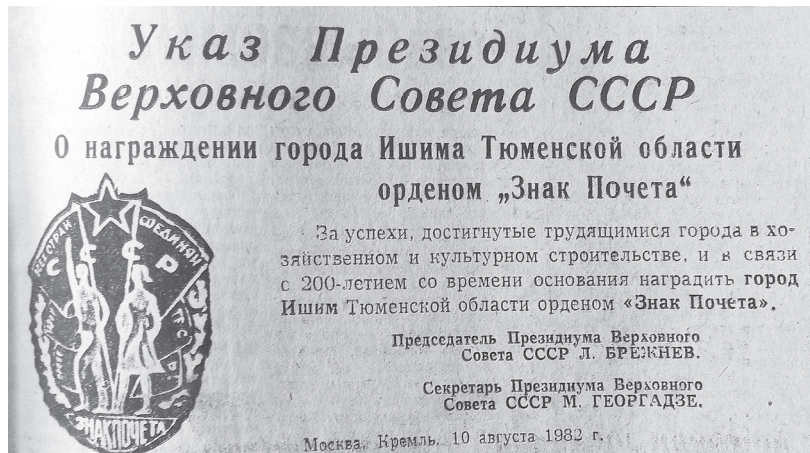 Указ Президиума
Верховного Совета СССР
О награждении города Ишима Тюменской области
орденом „Знак Почета“
За успехи, достигнутые трудящимися города в хо-
зяйственном и культурном строительстве, и в связи
с 200-летием со времени основания наградить город
Ишим Тюменской области орденом «Знак Почета».
Председатель Президиума Верховного
Совета СССР Л. БРЕЖНЕВ.
Секретарь Президиума Верховного
Совета СССР М. ГЕОРГАДЗЕ.
Москва, Кремль, 10 августа 1982 г.
СССР
ЗНАК ПОЧЕТА